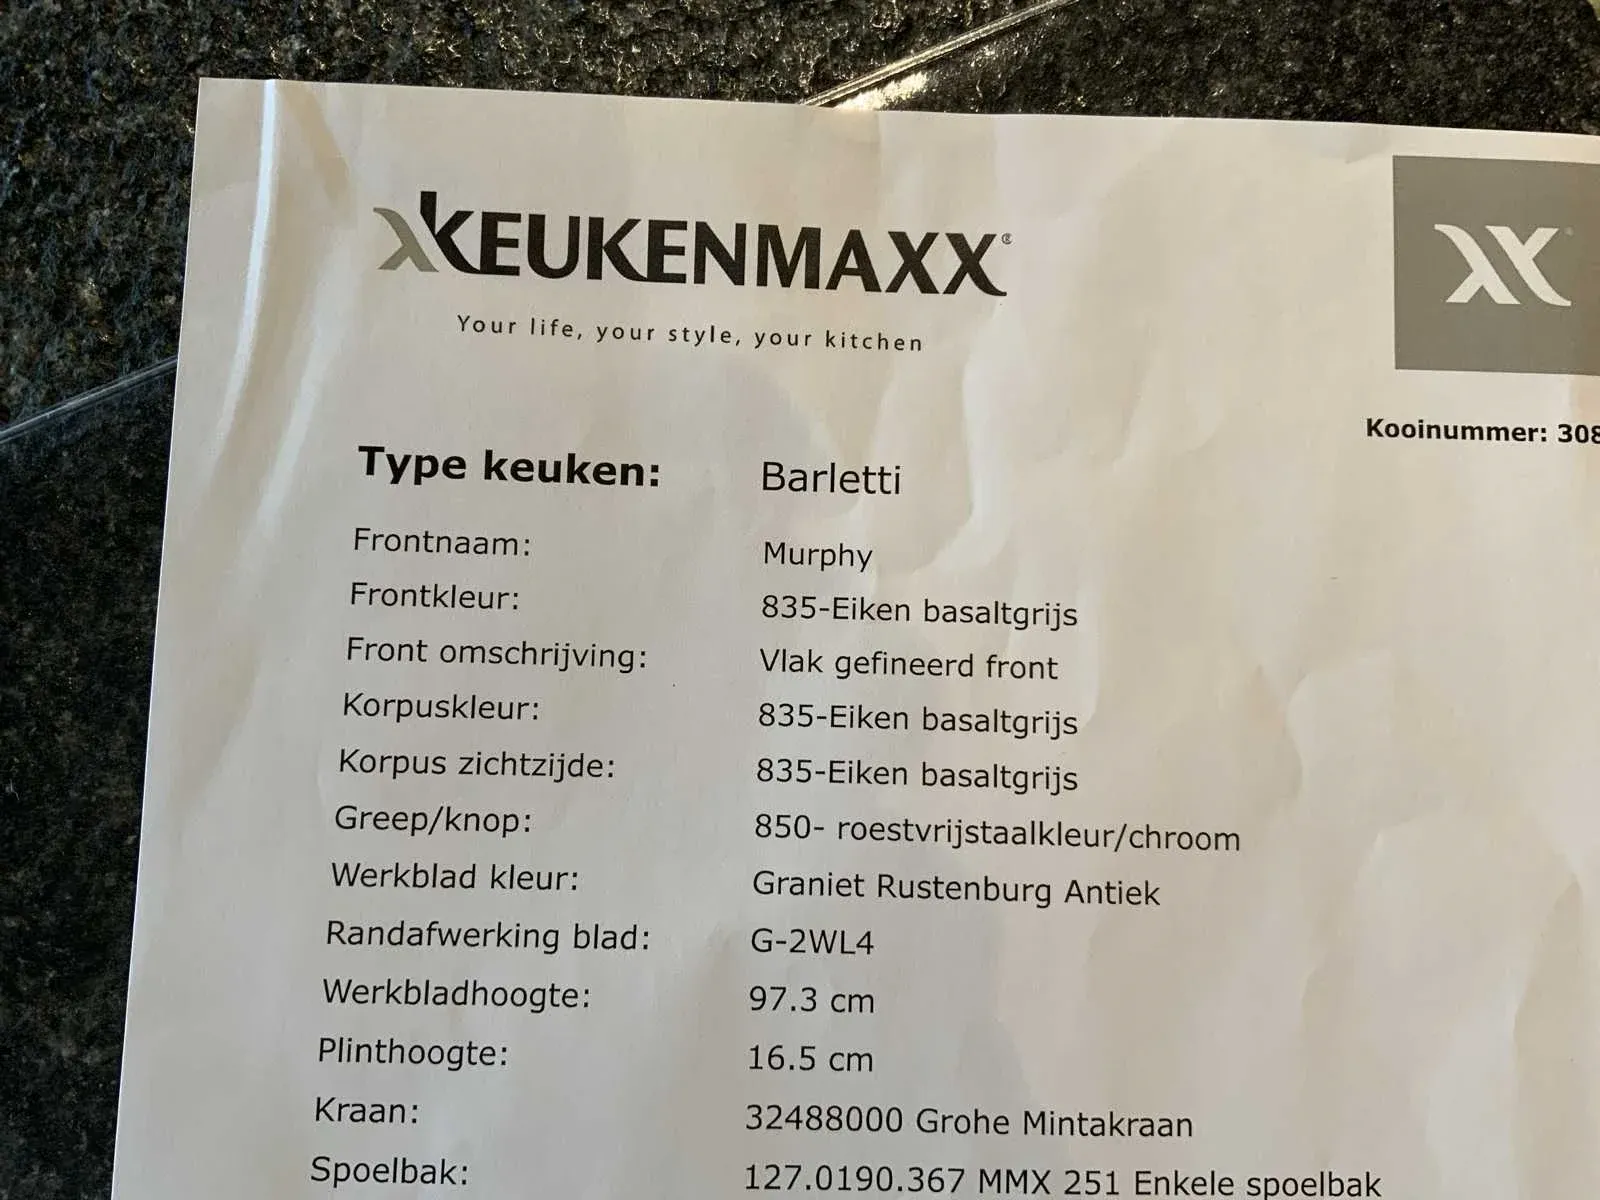 KEUKENMAXX
Your life, your style, your kitchen
Kooinummer: 308
Type keuken: Barletti
Frontnaam: Murphy
Frontkleur: 835-Eiken basaltgrijs
Front omschrijving: Vlak gefineerd front
Korpuskleur: 835-Eiken basaltgrijs
Korpus zichtzijde: 835-Eiken basaltgrijs
Greep/knop: 850- roestvrijstaalkleur/chroom
Werkblad kleur: Graniet Rustenburg Antiek
Randafwerking blad: G-2WL4
Werkbladhoogte: 97.3 cm
Plinthoogte: 16.5 cm
Kraan: 32488000 Grohe Mintakraan
Spoelbak: 127.0190.367 MMX 251 Enkele spoelbak